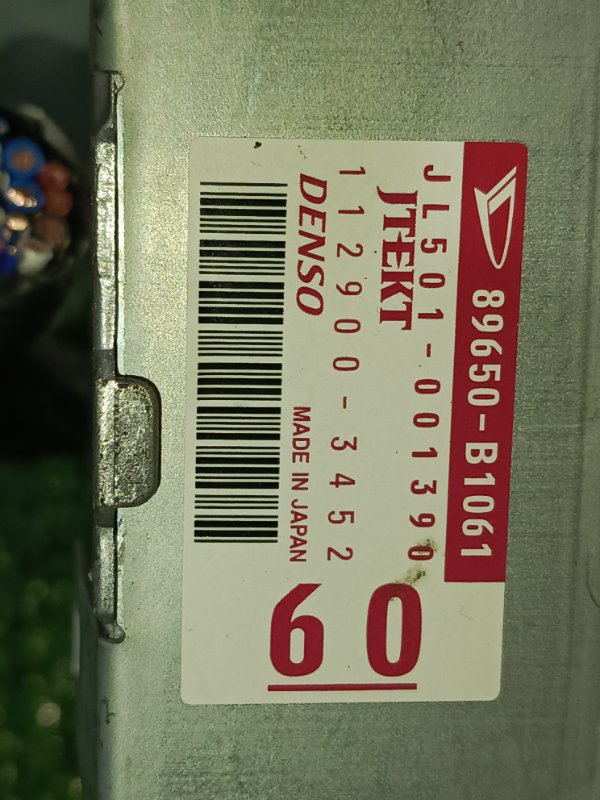 89650-B1061
JL501-001390
JTEKT
112900-3452
DENSO MADE IN JAPAN
60